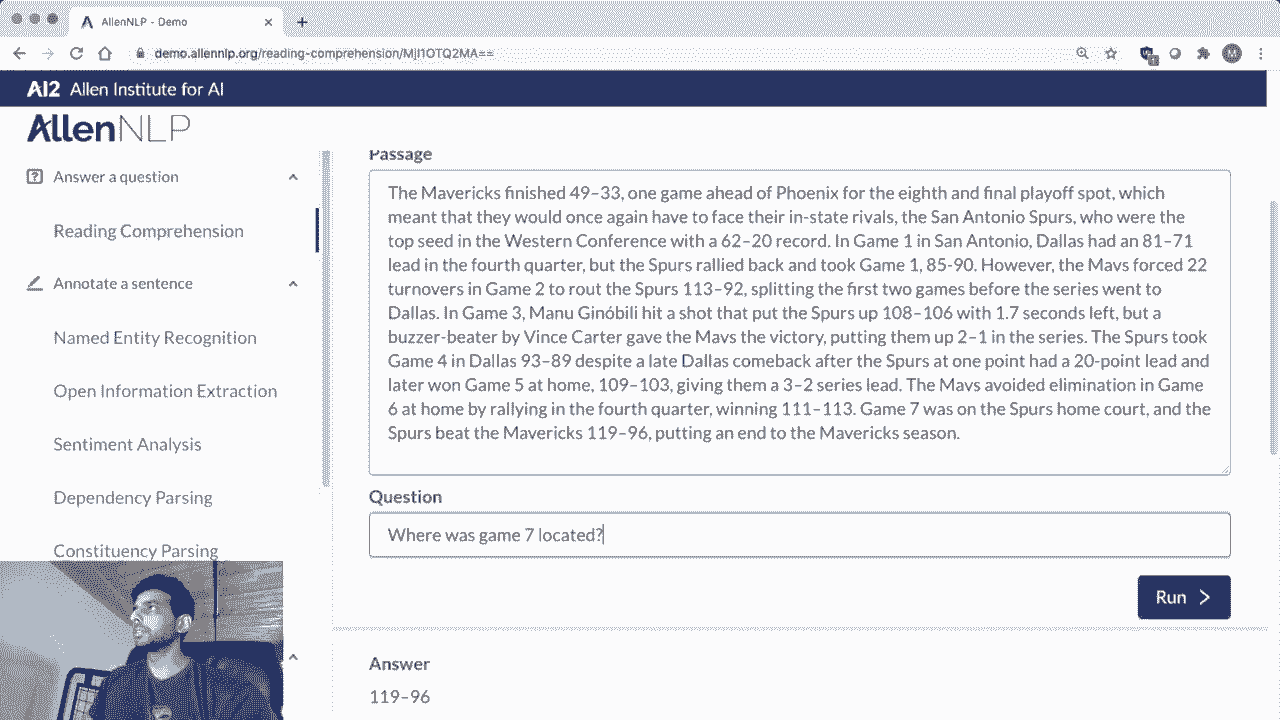 AllenNLP - Demo
demo.allennlp.org/reading-comprehension/MjI1OTQ2MA==
M
AI2 Allen Institute for AI
AllenNLP
Answer a question
Reading Comprehension
Annotate a sentence
Named Entity Recognition
Open Information Extraction
Sentiment Analysis
Dependency Parsing
Constituency Parsing
Passage
The Mavericks finished 49–33, one game ahead of Phoenix for the eighth and final playoff spot, which
meant that they would once again have to face their in-state rivals, the San Antonio Spurs, who were the
top seed in the Western Conference with a 62–20 record. In Game 1 in San Antonio, Dallas had an 81–71
lead in the fourth quarter, but the Spurs rallied back and took Game 1, 85-90. However, the Mavs forced 22
turnovers in Game 2 to rout the Spurs 113–92, splitting the first two games before the series went to
Dallas. In Game 3, Manu Ginóbili hit a shot that put the Spurs up 108–106 with 1.7 seconds left, but a
buzzer-beater by Vince Carter gave the Mavs the victory, putting them up 2–1 in the series. The Spurs took
Game 4 in Dallas 93–89 despite a late Dallas comeback after the Spurs at one point had a 20-point lead and
later won Game 5 at home, 109–103, giving them a 3–2 series lead. The Mavs avoided elimination in Game
6 at home by rallying in the fourth quarter, winning 111–113. Game 7 was on the Spurs home court, and the
Spurs beat the Mavericks 119–96, putting an end to the Mavericks season.
Question
Where was game 7 located?
Run
Answer
119–96